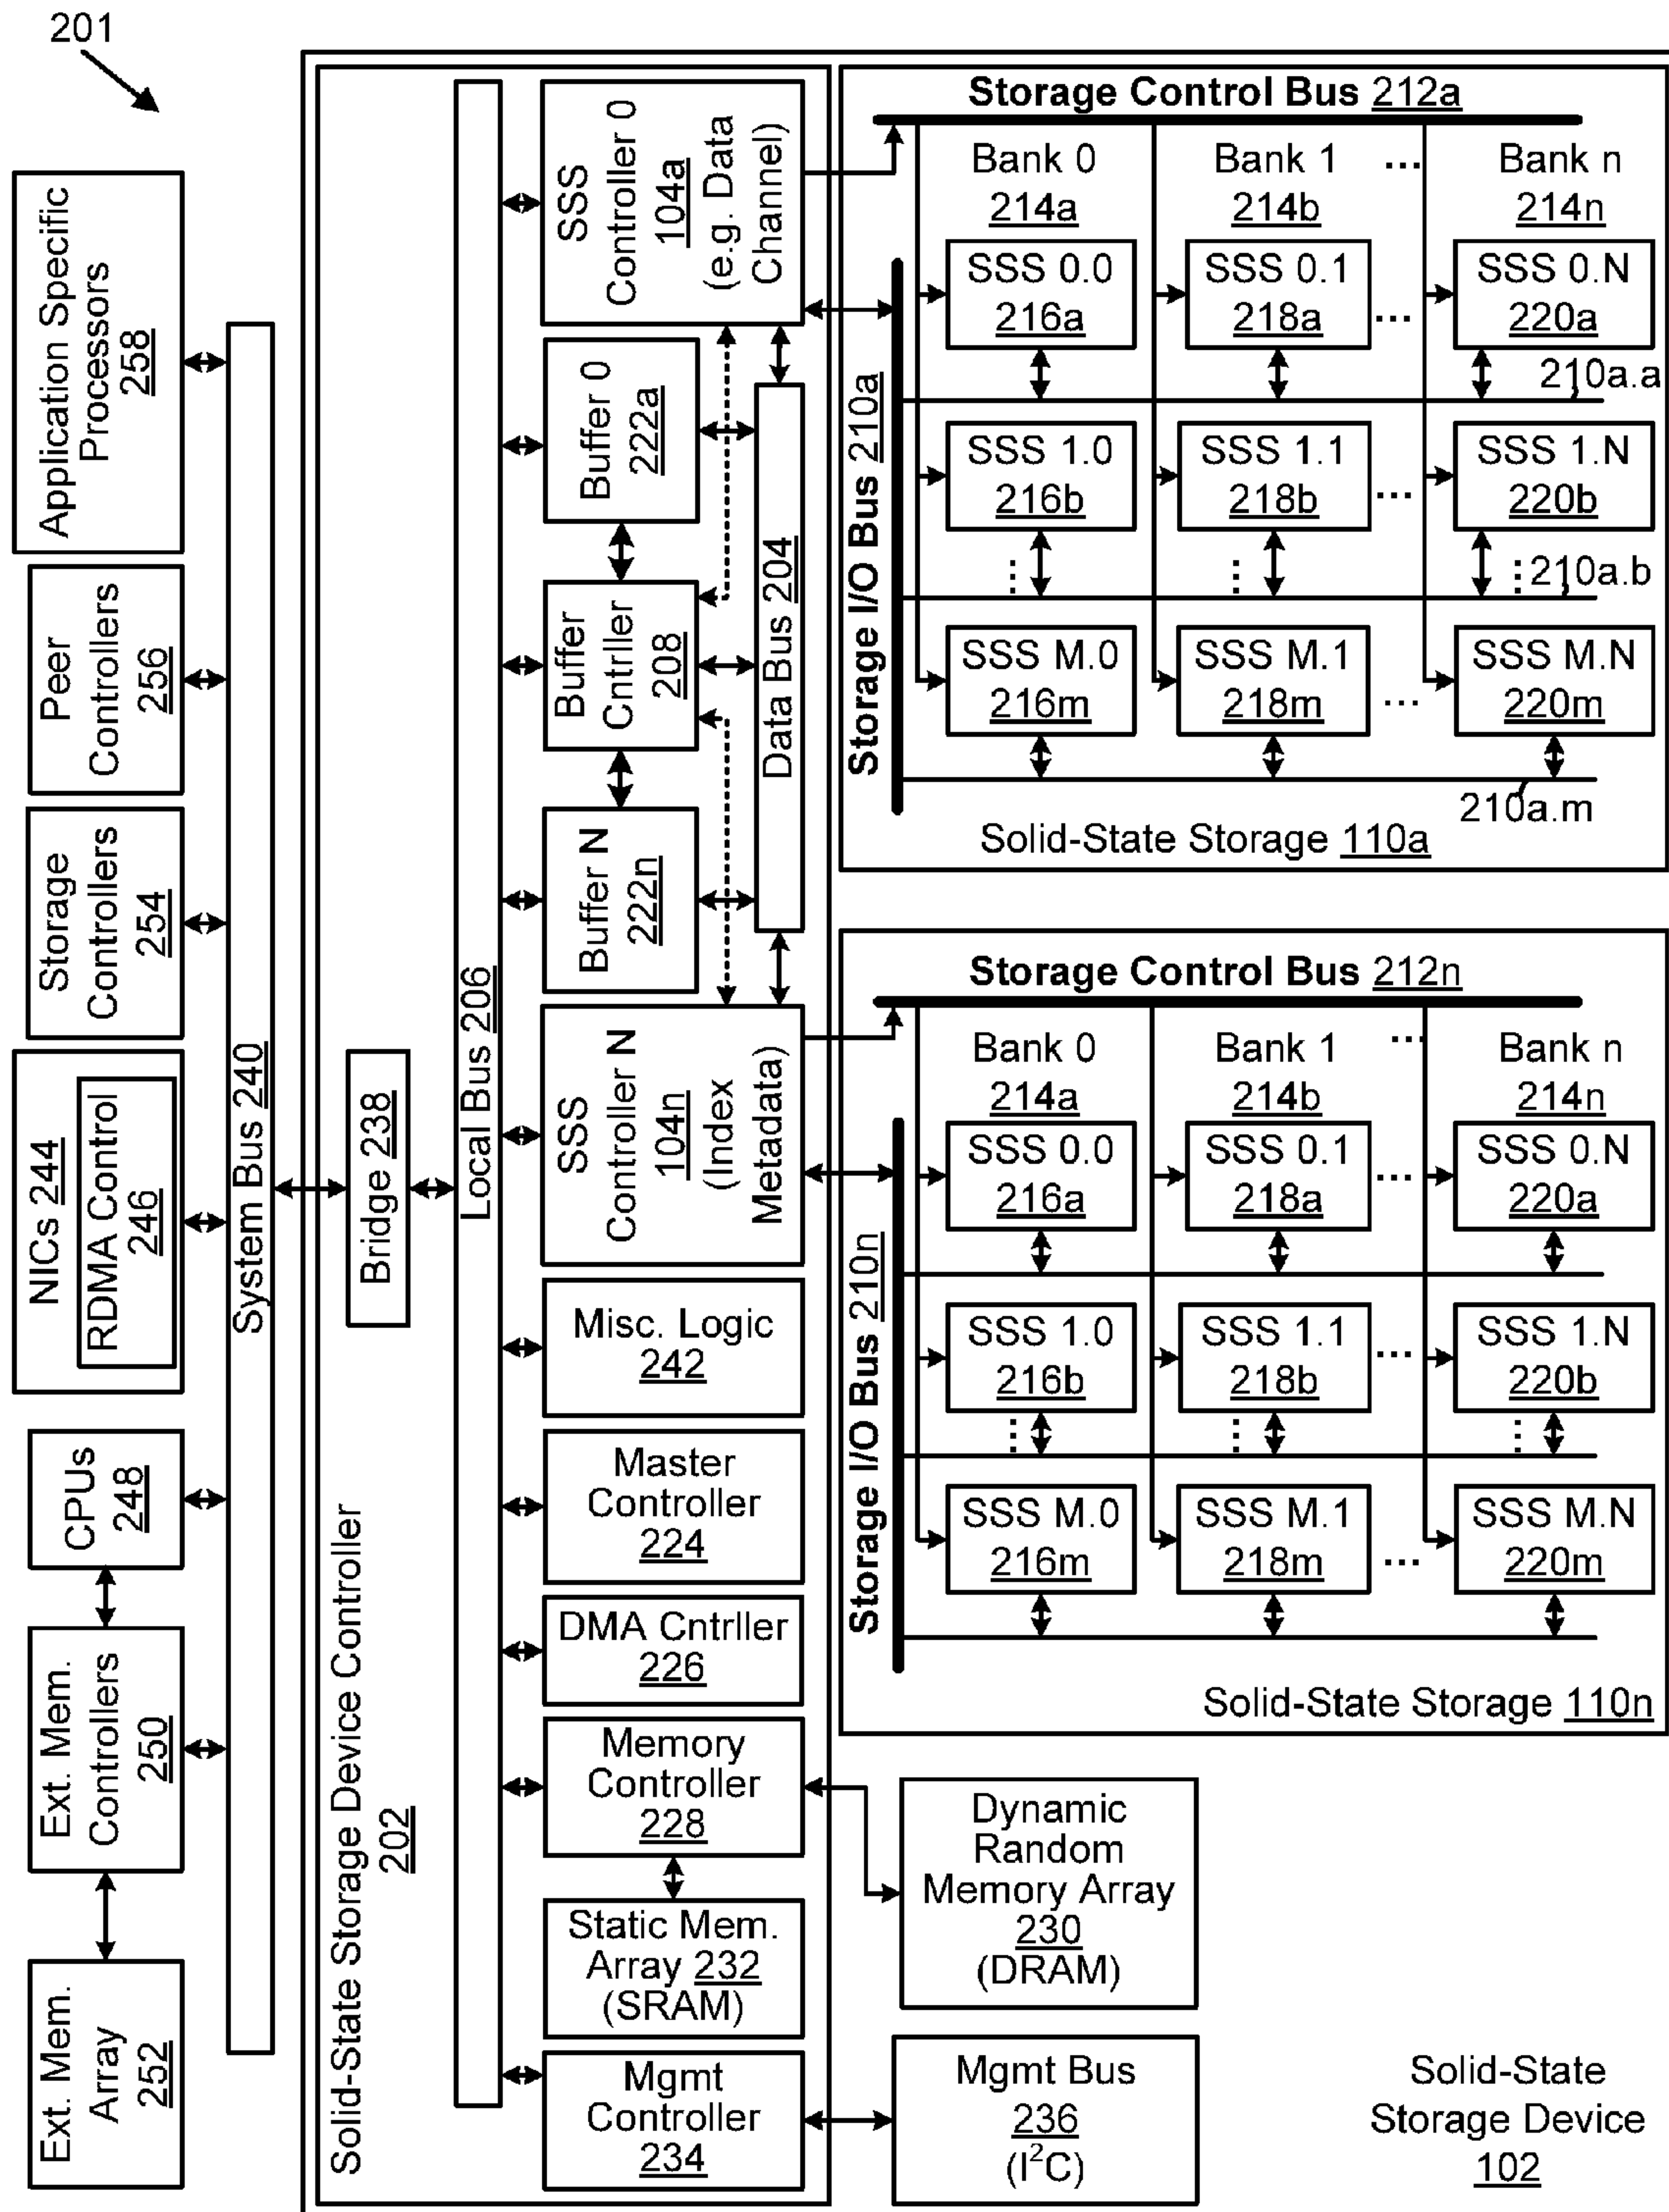 201
Application Specific
Processors
258
Peer
Controllers
256
Storage
Controllers
254
NICs 244
RDMA Control
246
CPUs
248
Ext. Mem.
Controllers
250
Ext. Mem.
Array
252
System Bus 240
Solid-State Storage Device Controller
202
Bridge 238
Local Bus 206
SSS
Controller 0
104a
(e.g. Data
Channel)
Buffer 0
222a
Buffer
Cntrller
208
Buffer N
222n
Data Bus 204
SSS
Controller N
104n
(Index
Metadata)
Misc. Logic
242
Master
Controller
224
DMA Cntrller
226
Memory
Controller
228
Static Mem.
Array 232
(SRAM)
Mgmt
Controller
234
Storage Control Bus 212a
Bank 0
214a
Bank 1
214b
...
Bank n
214n
Storage I/O Bus 210a
SSS 0.0
216a
SSS 0.1
218a
...
SSS 0.N
220a
210a.a
SSS 1.0
216b
SSS 1.1
218b
...
SSS 1.N
220b
...
...
...
210a.b
SSS M.0
216m
SSS M.1
218m
...
SSS M.N
220m
210a.m
Solid-State Storage 110a
Storage Control Bus 212n
Bank 0
214a
Bank 1
214b
...
Bank n
214n
Storage I/O Bus 210n
SSS 0.0
216a
SSS 0.1
218a
...
SSS 0.N
220a
SSS 1.0
216b
SSS 1.1
218b
...
SSS 1.N
220b
...
...
...
SSS M.0
216m
SSS M.1
218m
...
SSS M.N
220m
Solid-State Storage 110n
Dynamic
Random
Memory Array
230
(DRAM)
Mgmt Bus
236
(I²C)
Solid-State
Storage Device
102